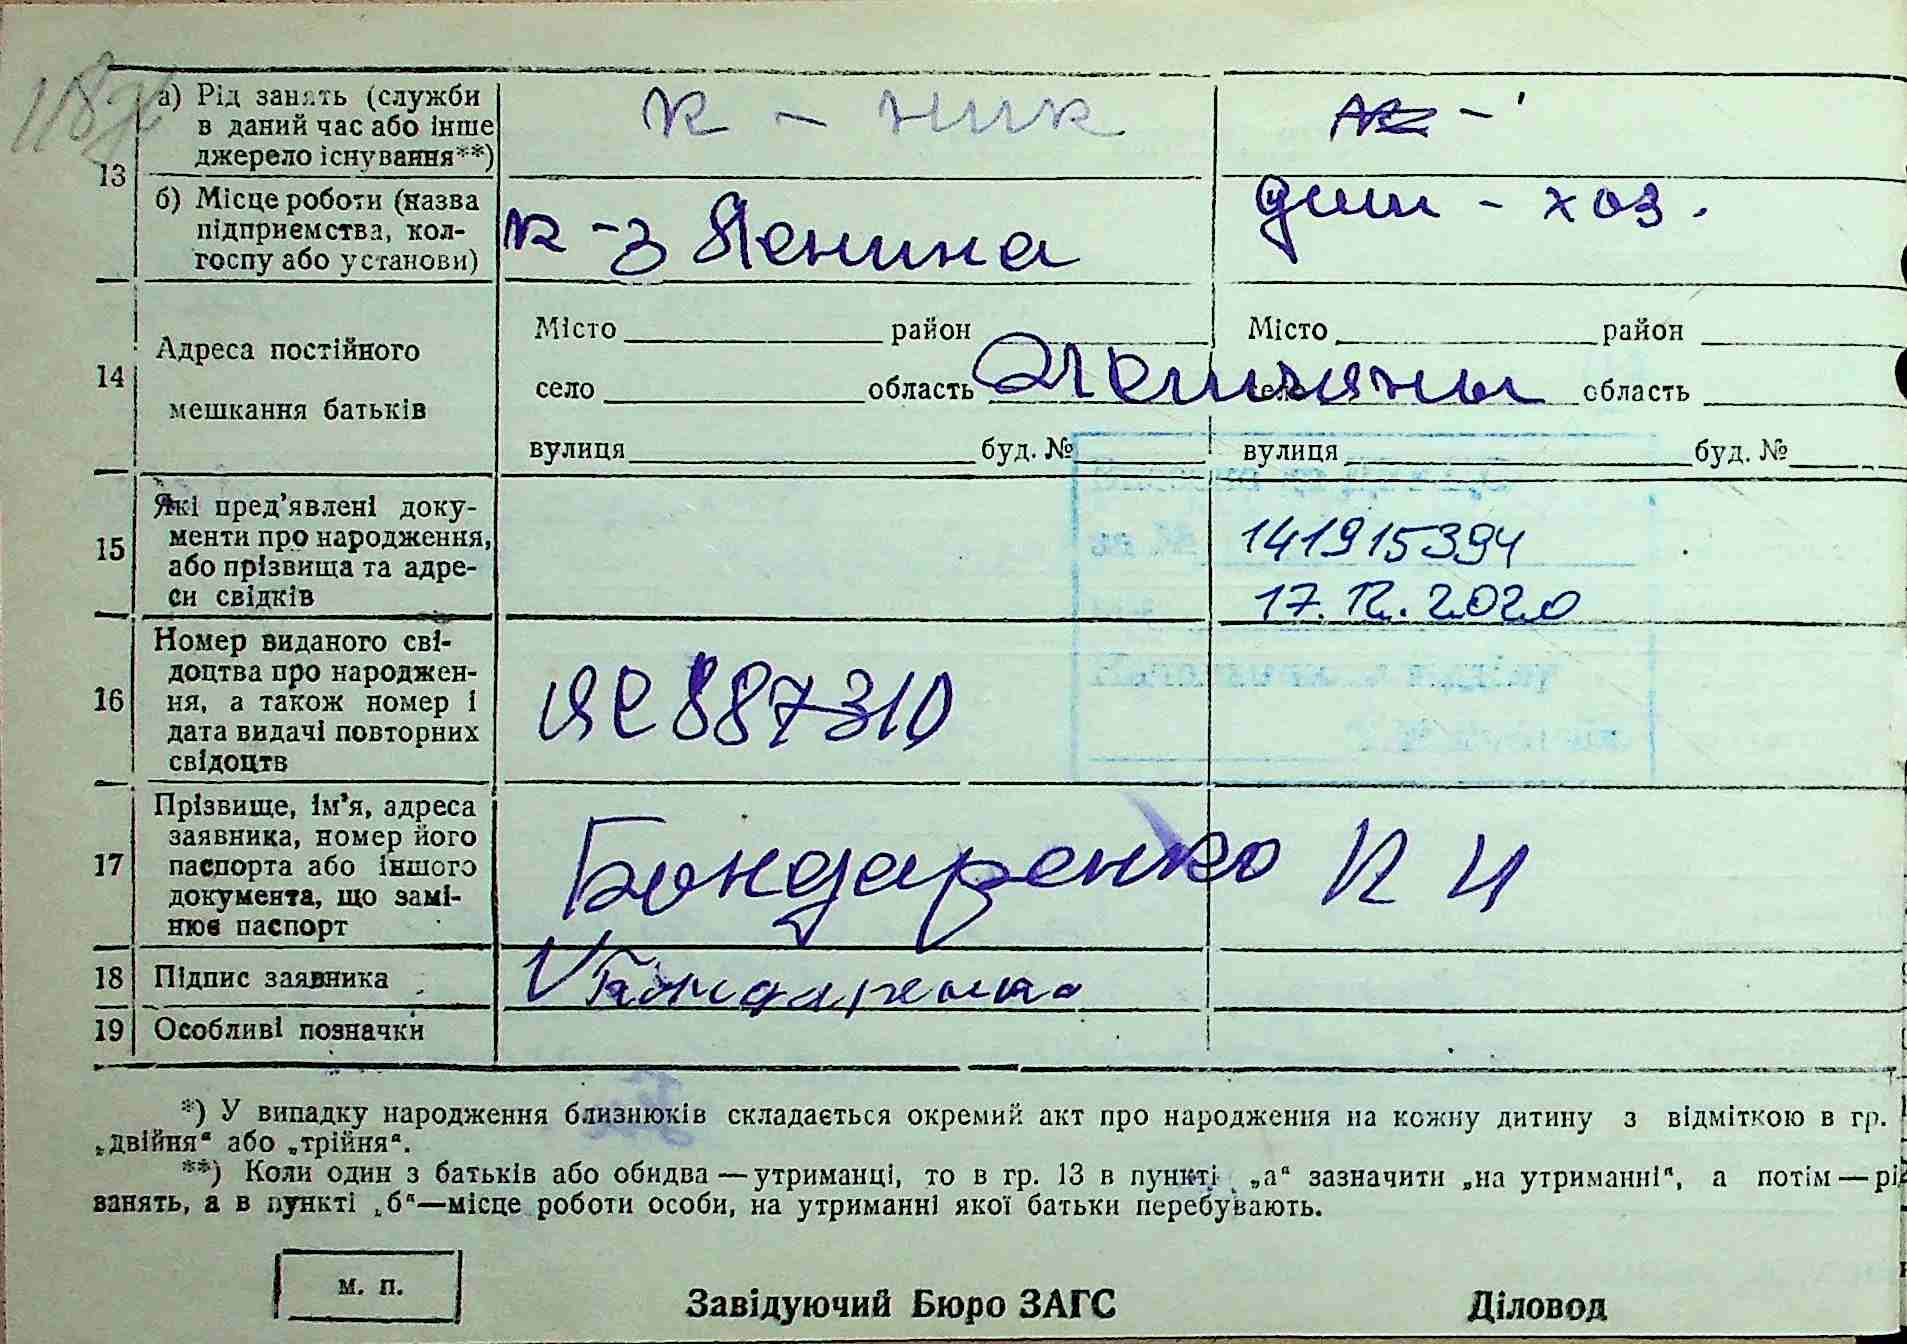 118
13
а) Рід занять (служби в даний час або інше джерело існування**)
к - ник
б) Місце роботи (назва підприємства, колгоспу або установи)
к-з Ленина
дом - хоз.
14
Адреса постійного мешкання батьків
Місто район
село область
вулиця буд. №
Місто район
село область
вулиця буд. №
15
Які пред'явлені документи про народження, або прізвища та адреси свідків
141915394
17.12.2020
16
Номер виданого свідоцтва про народження, а також номер і дата видачі повторних свідоцтв
ЯС 887310
17
Прізвище, ім'я, адреса заявника, номер його паспорта або іншого документа, що замінює паспорт
Бондаренко К И
18
Підпис заявника
V Бондаренко
19
Особливі позначки
*) У випадку народження близнюків складається окремий акт про народження на кожну дитину з відміткою в гр.
„двійня“ або „трійня“.
**) Коли один з батьків або обидва — утриманці, то в гр. 13 в пункті „а“ зазначити „на утриманні“, а потім — рі
занять, а в пункті „б“—місце роботи особи, на утриманні якої батьки перебувають.
м. п.
Завідуючий Бюро ЗАГС
Діловод